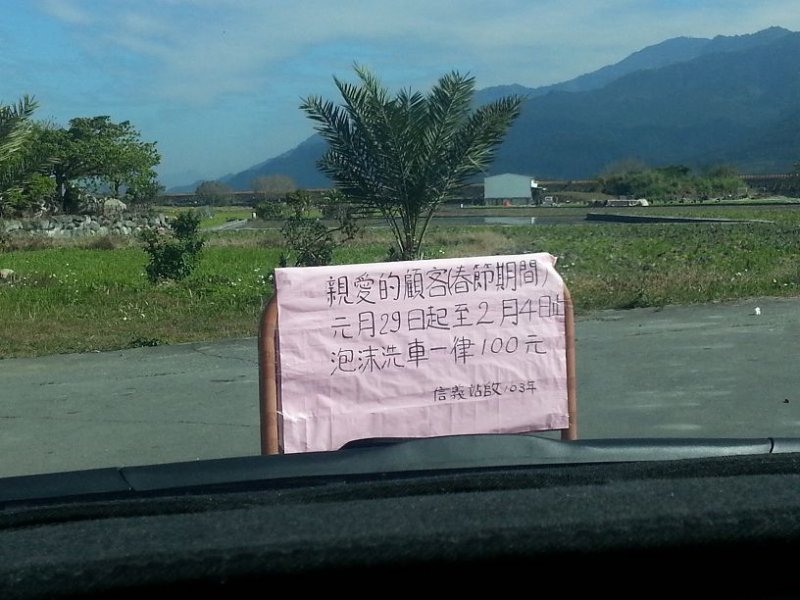 親愛的顧客(春節期間)
元月29日起至2月4日止
泡沫洗車一律100元
信義站啟103年